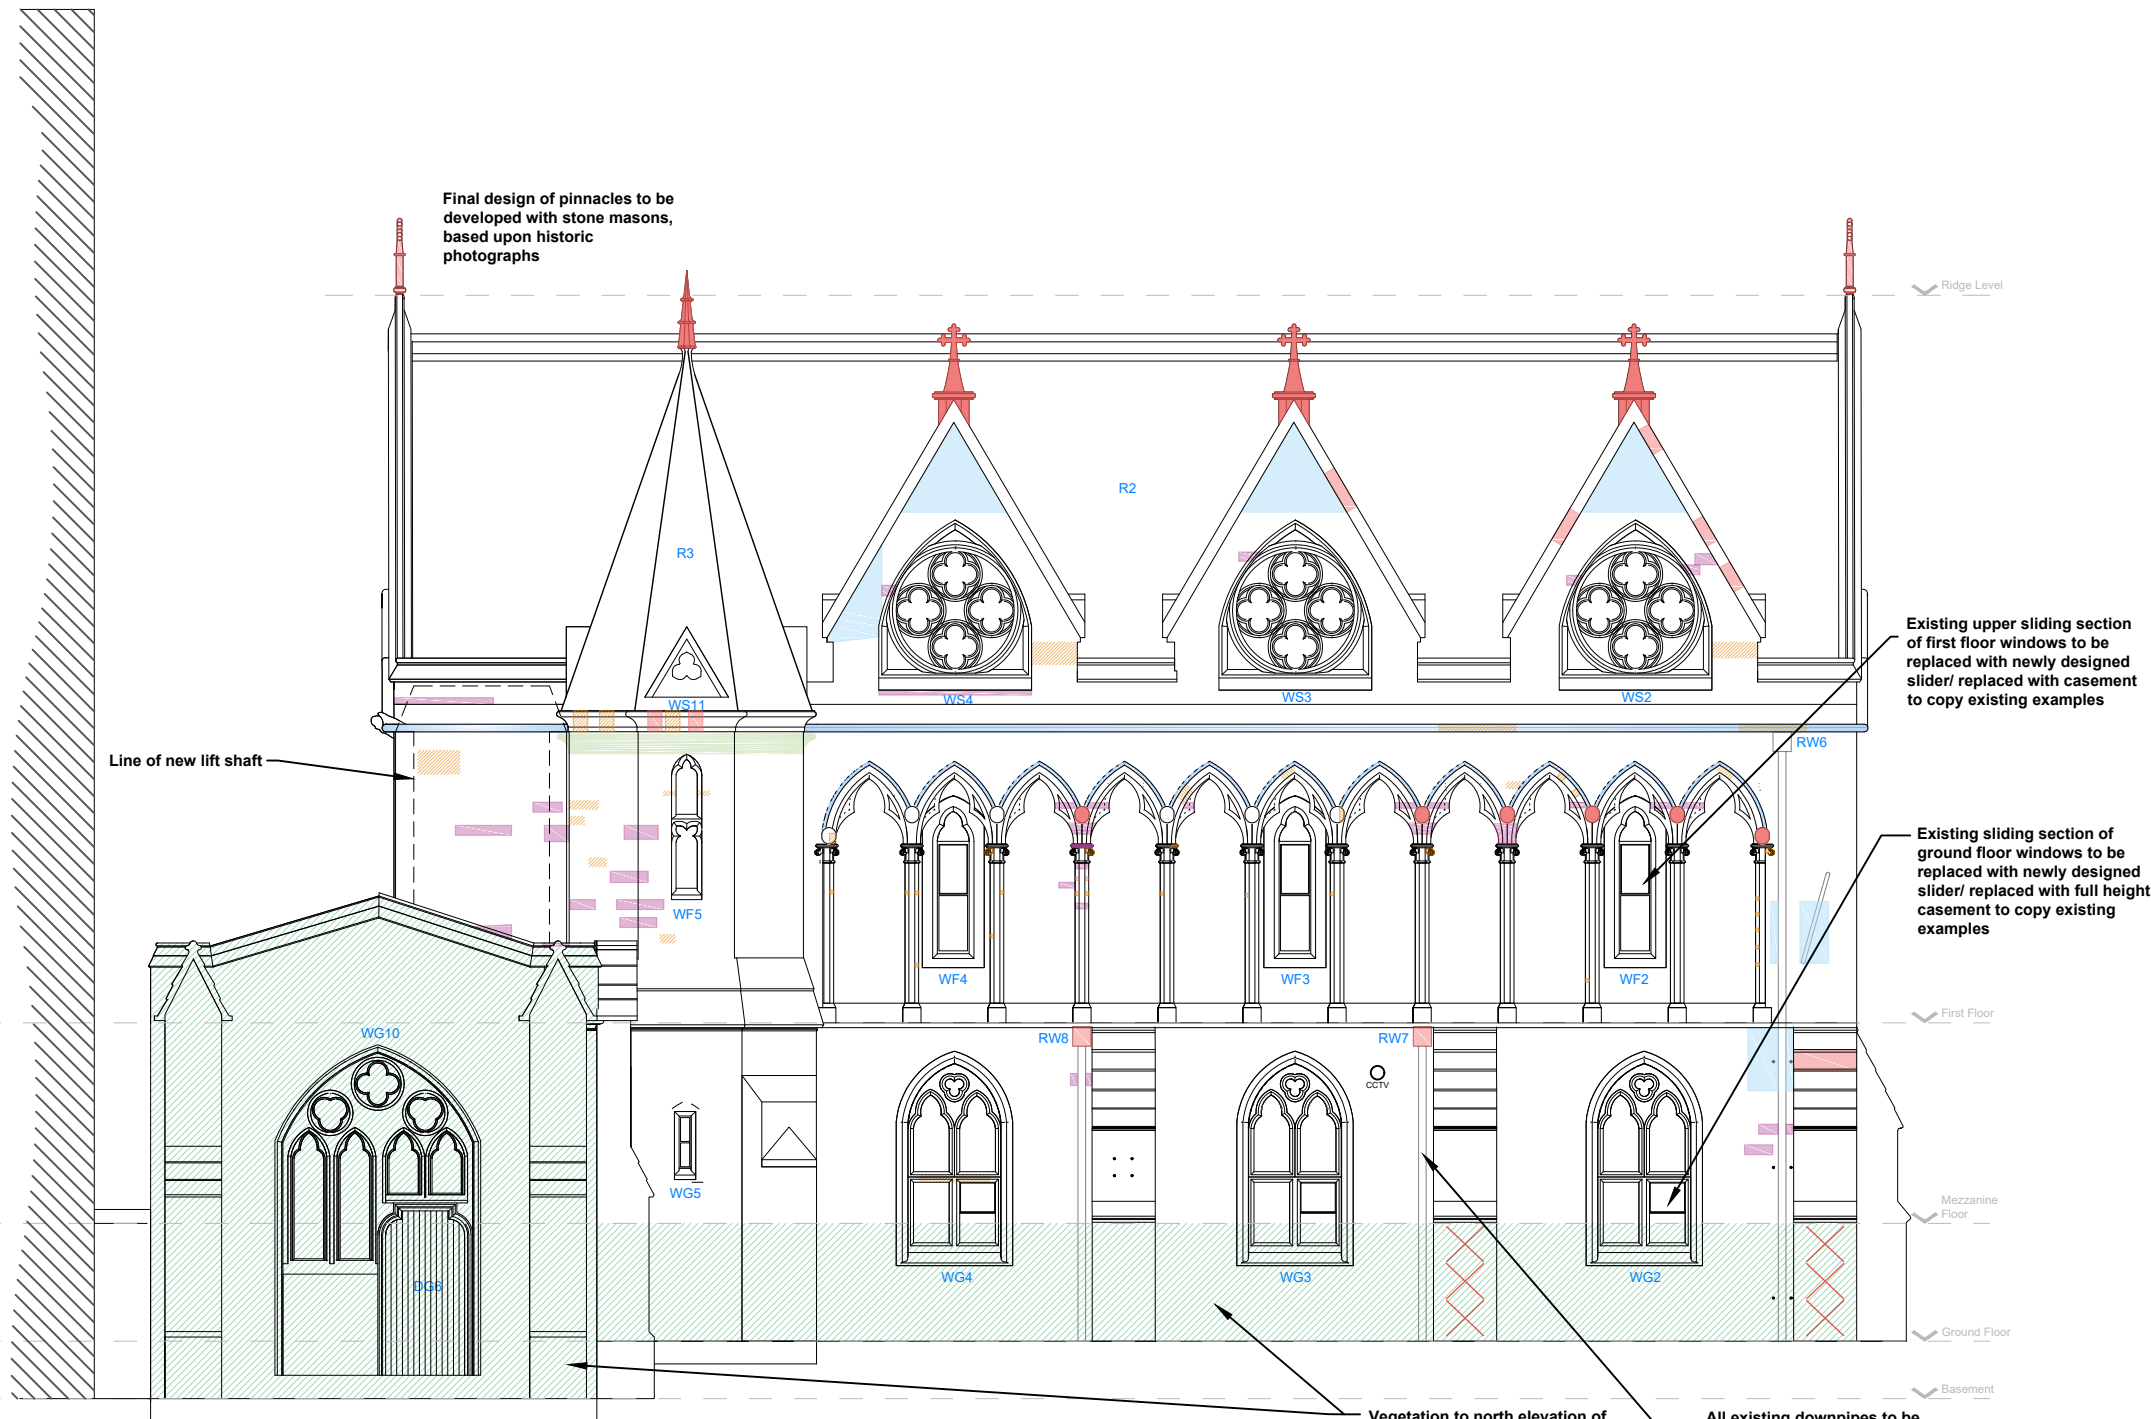 Final design of pinnacles to be
developed with stone masons,
based upon historic
photographs
Ridge Level
R2
R3
Existing upper sliding section
of first floor windows to be
replaced with newly designed
slider/ replaced with casement
to copy existing examples
WS11
WS4
WS3
WS2
RW6
Line of new lift shaft
Existing sliding section of
ground floor windows to be
replaced with newly designed
slider/ replaced with full height
casement to copy existing
examples
WF5
WF4
WF3
WF2
First Floor
WG10
RW8
RW7
CCTV
WG5
Mezzanine
Floor
WG4
WG3
WG2
DG6
Ground Floor
Basement
Vegetation to north elevation of
All existing downpipes to be